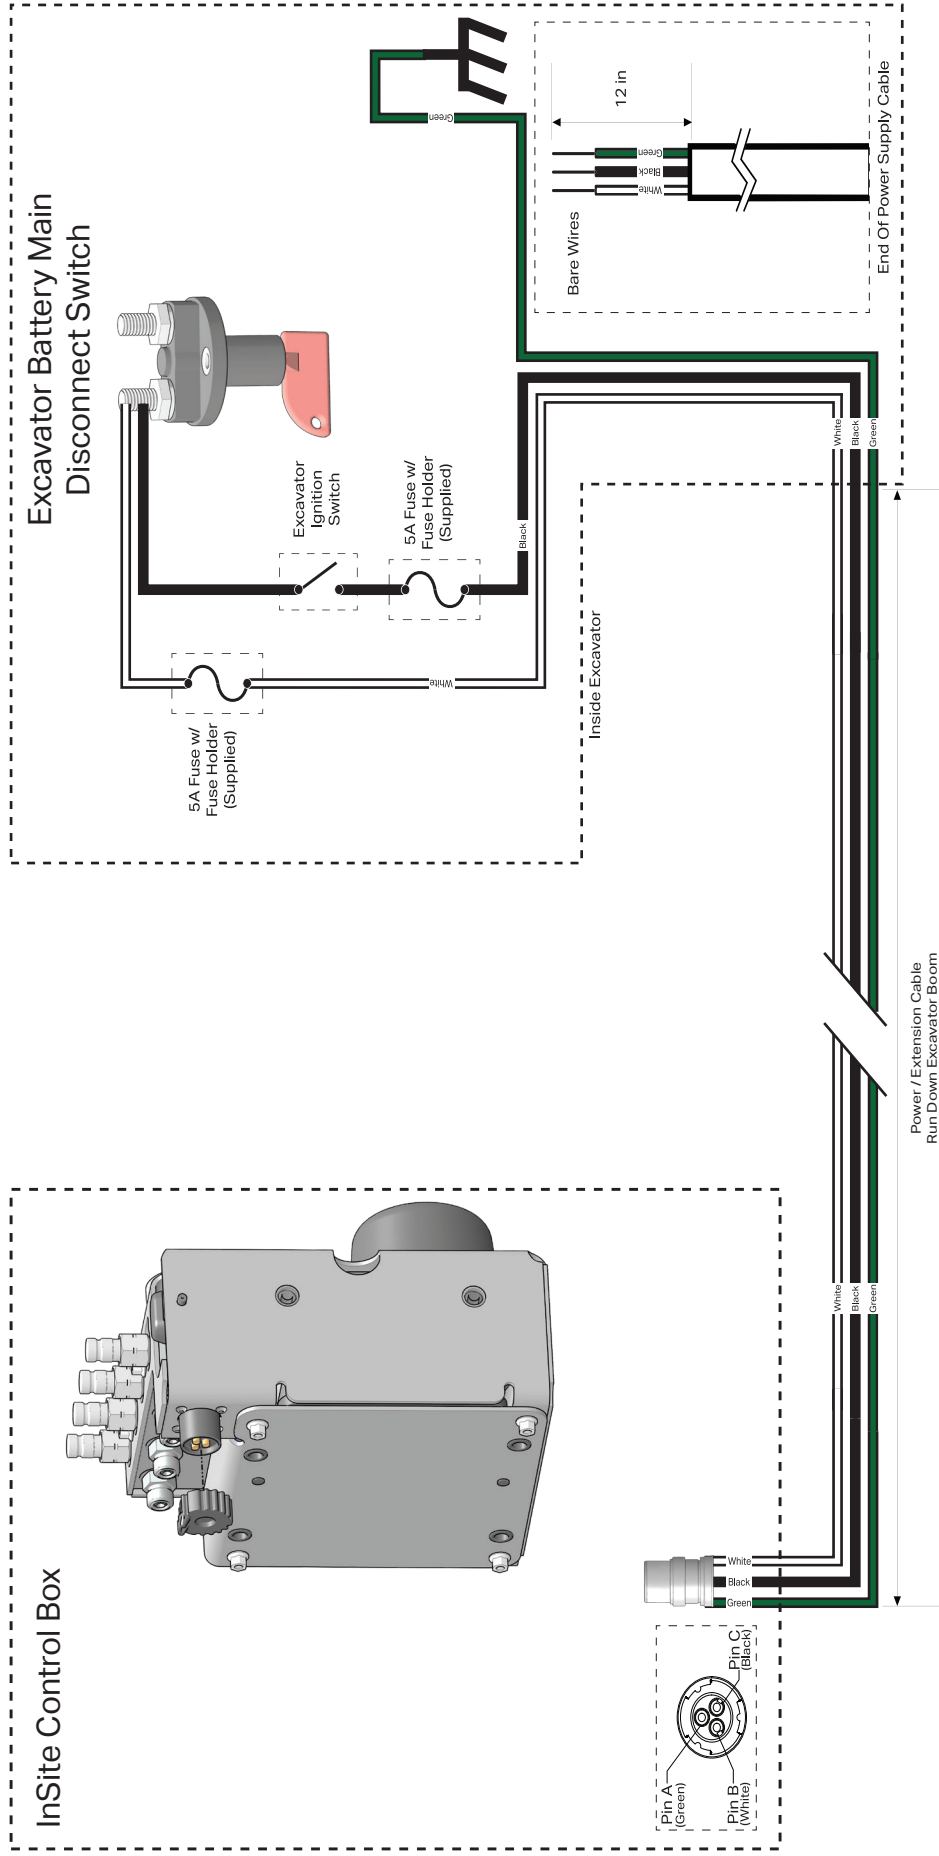 Excavator Battery Main
Disconnect Switch
Green
12 in
Green
Black
White
Bare Wires
End Of Power Supply Cable
Excavator
Ignition
Switch
5A Fuse w/
Fuse Holder
(Supplied)
Black
5A Fuse w/
Fuse Holder
(Supplied)
White
Inside Excavator
White
Black
Green
Power / Extension Cable
Run Down Excavator Boom
InSite Control Box
White
Black
Green
White
Black
Green
Pin A
(Green)
Pin B
(White)
Pin C
(Black)